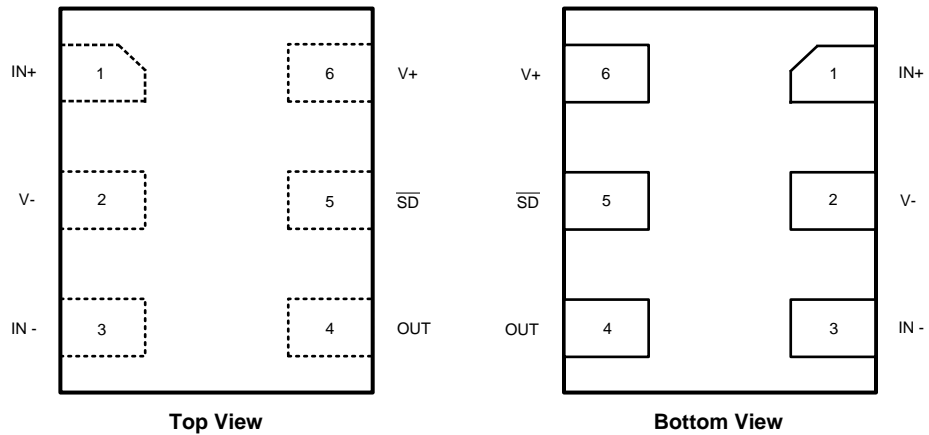 IN+ 1 6 V+
V- 2 5 SD
IN - 3 4 OUT
Top View
V+ 6 1 IN+
SD 5 2 V-
OUT 4 3 IN -
Bottom View